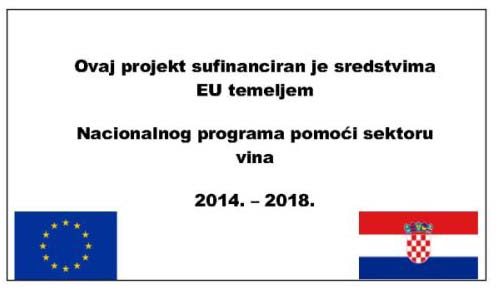 Ovaj projekt sufinanciran je sredstvima
EU temeljem
Nacionalnog programa pomoći sektoru
vina
2014. – 2018.